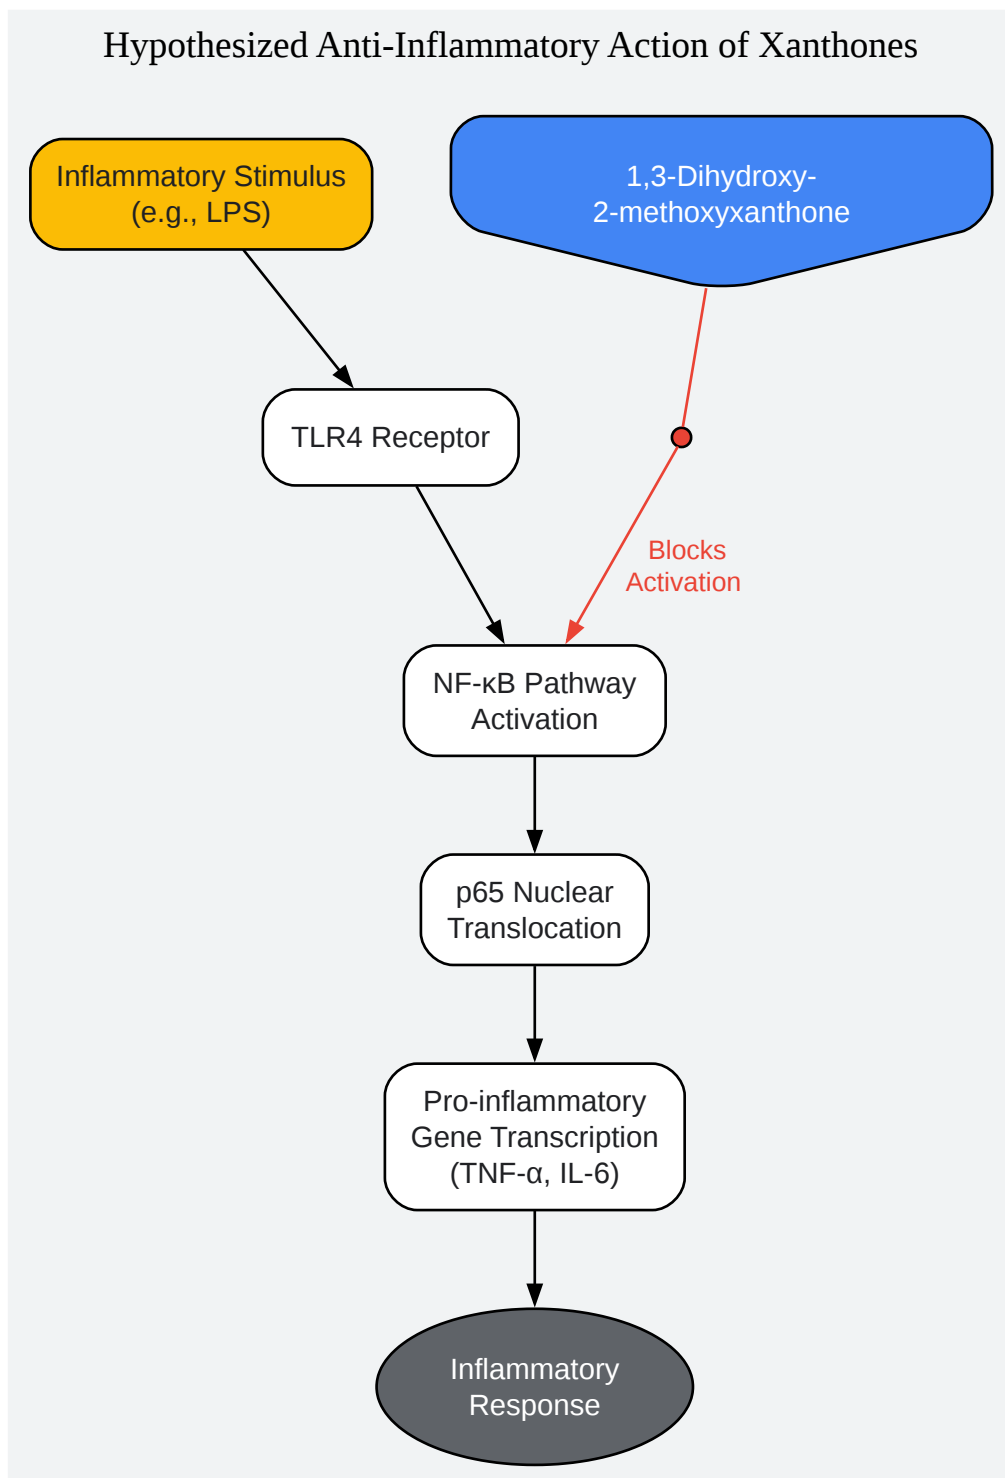 Hypothesized Anti-Inflammatory Action of Xanthones
Inflammatory Stimulus
(e.g., LPS)
1,3-Dihydroxy-
2-methoxyxanthone
TLR4 Receptor
Blocks
Activation
NF-κB Pathway
Activation
p65 Nuclear
Translocation
Pro-inflammatory
Gene Transcription
(TNF-α, IL-6)
Inflammatory
Response